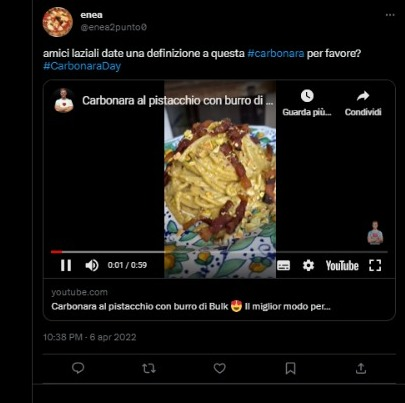 enea
@enea2punto0
amici laziali date una definizione a questa #carbonara per favore?
#CarbonaraDay
Carbonara al pistacchio con burro di ...
Guarda più...
Condividi
0:01 / 0:59
YouTube
youtube.com
Carbonara al pistacchio con burro di Bulk 😍 Il miglior modo per...
10:38 PM · 6 apr 2022